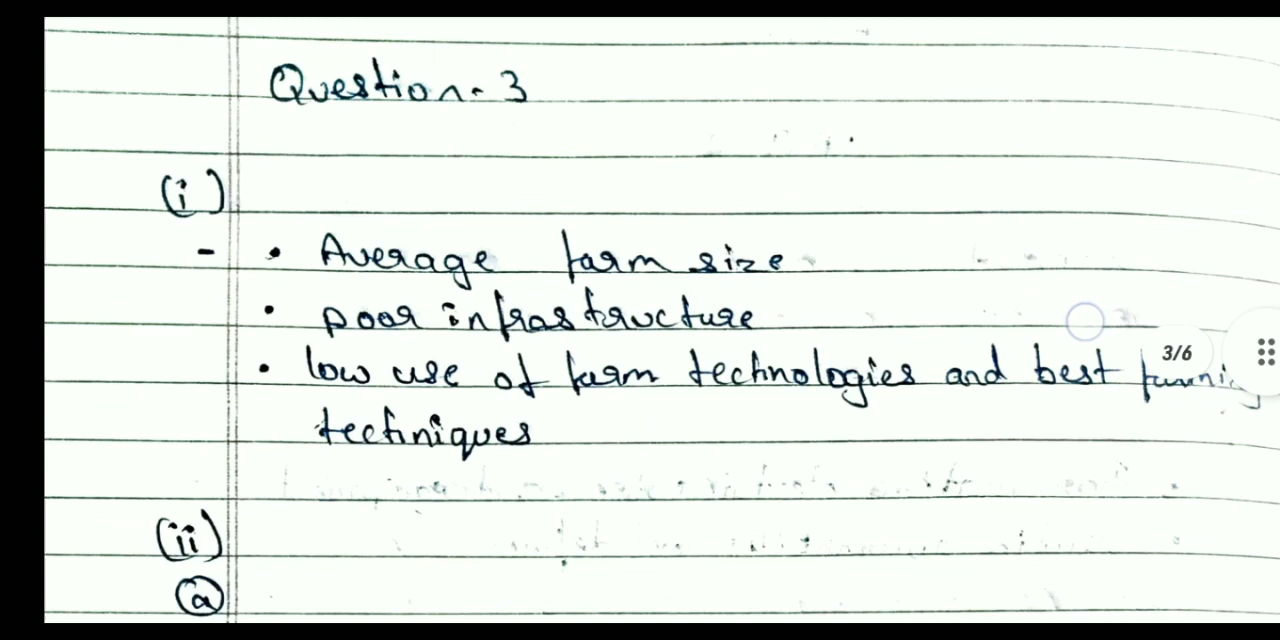 Question - 3
(i)
- • Average farm size
• poor infrastructure
• low use of farm technologies and best
techniques
(ii)
(a)
3/6